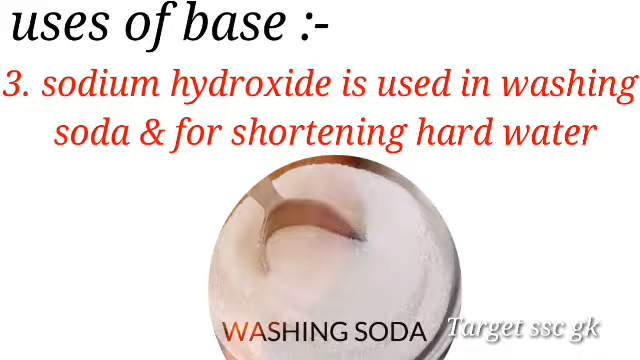 uses of base :-
3. sodium hydroxide is used in washing
soda & for shortening hard water
WASHING SODA
Target ssc gk